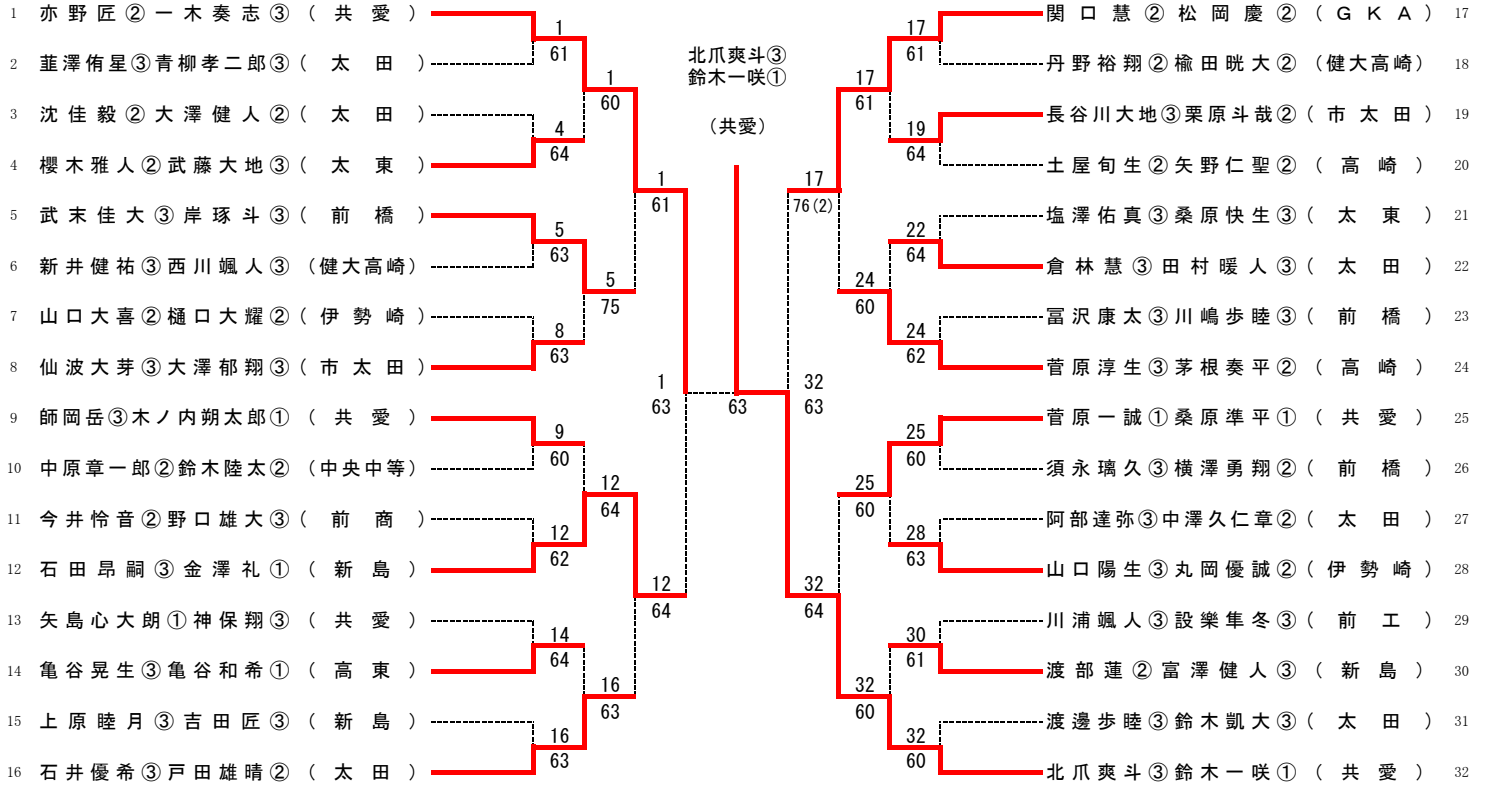 1 亦野匠②一木奏志③(共愛)
2 韮澤侑星③青柳孝二郎③(太田)
3 沈佳毅②大澤健人②(太田)
4 櫻木雅人②武藤大地③(太東)
5 武末佳大③岸琢斗③(前橋)
6 新井健祐③西川颯人③(健大高崎)
7 山口大喜②樋口大耀②(伊勢崎)
8 仙波大芽③大澤郁翔③(市太田)
9 師岡岳③木ノ内朔太郎①(共愛)
10 中原章一郎②鈴木陸太②(中央中等)
11 今井怜音②野口雄大③(前商)
12 石田昂嗣③金澤礼①(新島)
13 矢島心大朗①神保翔③(共愛)
14 亀谷晃生③亀谷和希①(高東)
15 上原睦月③吉田匠③(新島)
16 石井優希③戸田雄晴②(太田)
1
61
4
64
5
63
8
63
9
60
12
62
14
64
16
63
1
60
5
75
12
64
16
63
1
61
12
64
1
63
北爪爽斗③
鈴木一咲①
(共愛)
63
32
63
17
76(2)
32
64
17
61
24
60
25
60
32
60
17
61
19
64
22
64
24
62
25
60
28
63
30
61
32
60
関口慧②松岡慶②(GKA) 17
丹野裕翔②楡田晄大②(健大高崎) 18
長谷川大地③栗原斗哉②(市太田) 19
土屋旬生②矢野仁聖②(高崎) 20
塩澤佑真③桑原快生③(太東) 21
倉林慧③田村暖人③(太田) 22
冨沢康太③川嶋歩睦③(前橋) 23
菅原淳生③茅根奏平②(高崎) 24
菅原一誠①桑原準平①(共愛) 25
須永璃久③横澤勇翔②(前橋) 26
阿部達弥③中澤久仁章②(太田) 27
山口陽生③丸岡優誠②(伊勢崎) 28
川浦颯人③設樂隼冬③(前工) 29
渡部蓮②富澤健人③(新島) 30
渡邊歩睦③鈴木凱大③(太田) 31
北爪爽斗③鈴木一咲①(共愛) 32